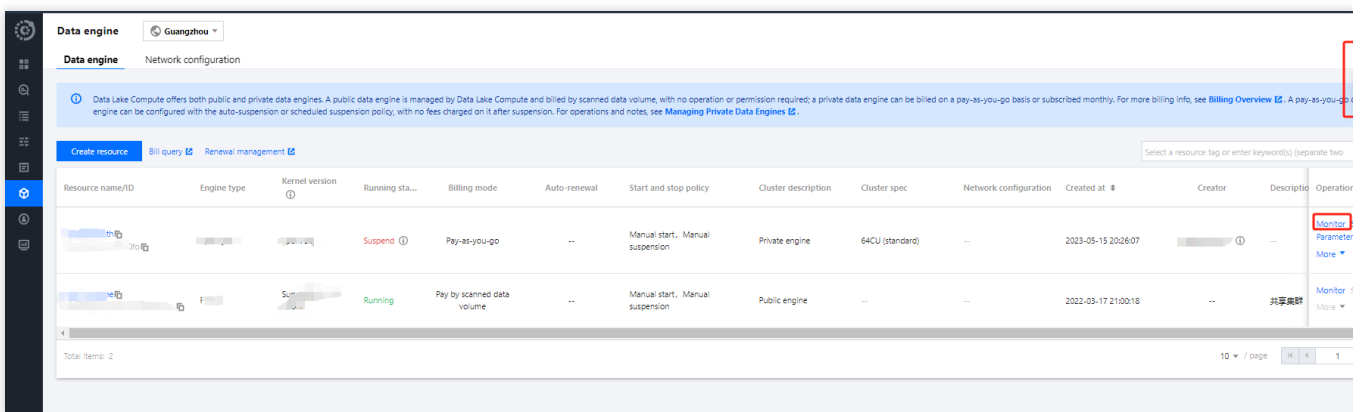 Data engine
Guangzhou
Data engine Network configuration
Data Lake Compute offers both public and private data engines. A public data engine is managed by Data Lake Compute and billed by scanned data volume, with no operation or permission required; a private data engine can be billed on a pay-as-you-go basis or subscribed monthly. For more billing info, see Billing Overview. A pay-as-you-go
engine can be configured with the auto-suspension or scheduled suspension policy, with no fees charged on it after suspension. For operations and notes, see Managing Private Data Engines.
Create resource Bill query Renewal management
Select a resource tag or enter keyword(s) (separate two
Resource name/ID Engine type Kernel version Running sta... Billing mode Auto-renewal Start and stop policy Cluster description Cluster spec Network configuration Created at Creator Descriptio Operation
Suspend Pay-as-you-go -- Manual start, Manual suspension Private engine 64CU (standard) -- 2023-05-15 20:26:07 -- Monitor
Parameter
More
Running Pay by scanned data volume -- Manual start, Manual suspension Public engine -- -- 2022-03-17 21:00:18 -- 共享集群 Monitor
More
Total items: 2
10 / page 1